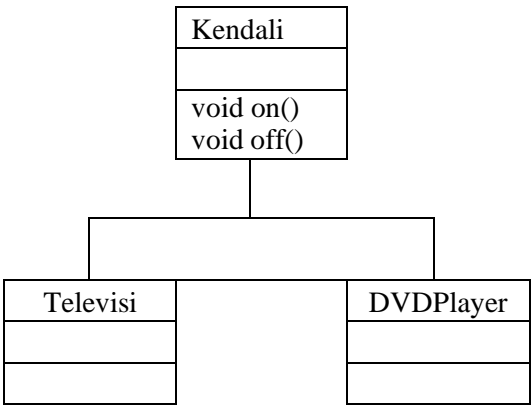 Kendali
void on()
void off()
Televisi
DVDPlayer